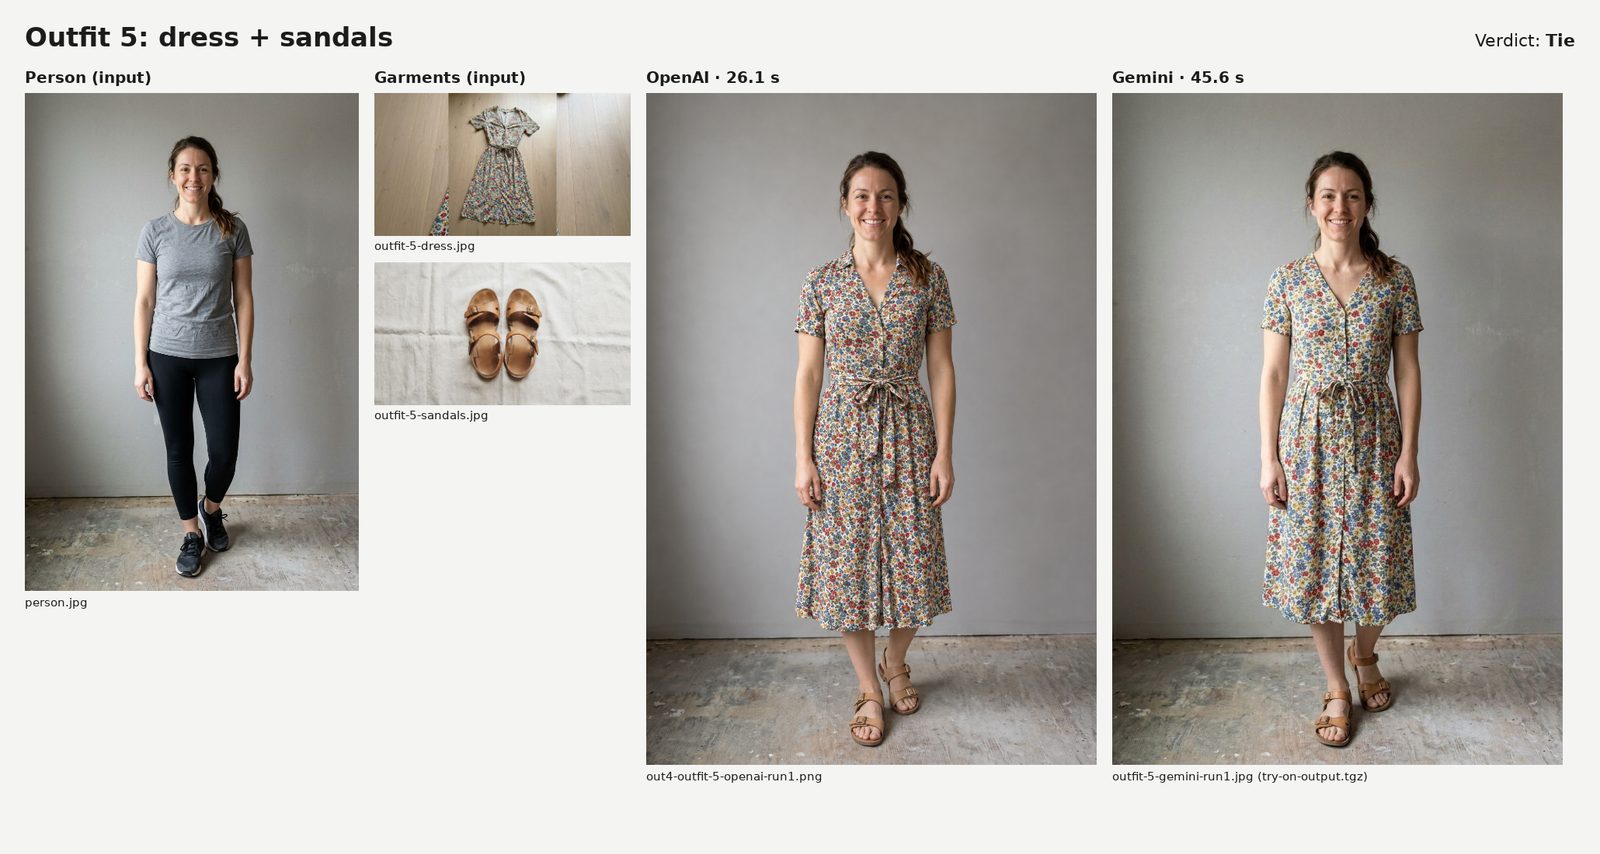 Outfit 5: dress + sandals
Verdict: Tie
Person (input)
Garments (input)
OpenAI · 26.1 s
Gemini · 45.6 s
outfit-5-dress.jpg
outfit-5-sandals.jpg
person.jpg
out4-outfit-5-openai-run1.png
outfit-5-gemini-run1.jpg (try-on-output.tgz)